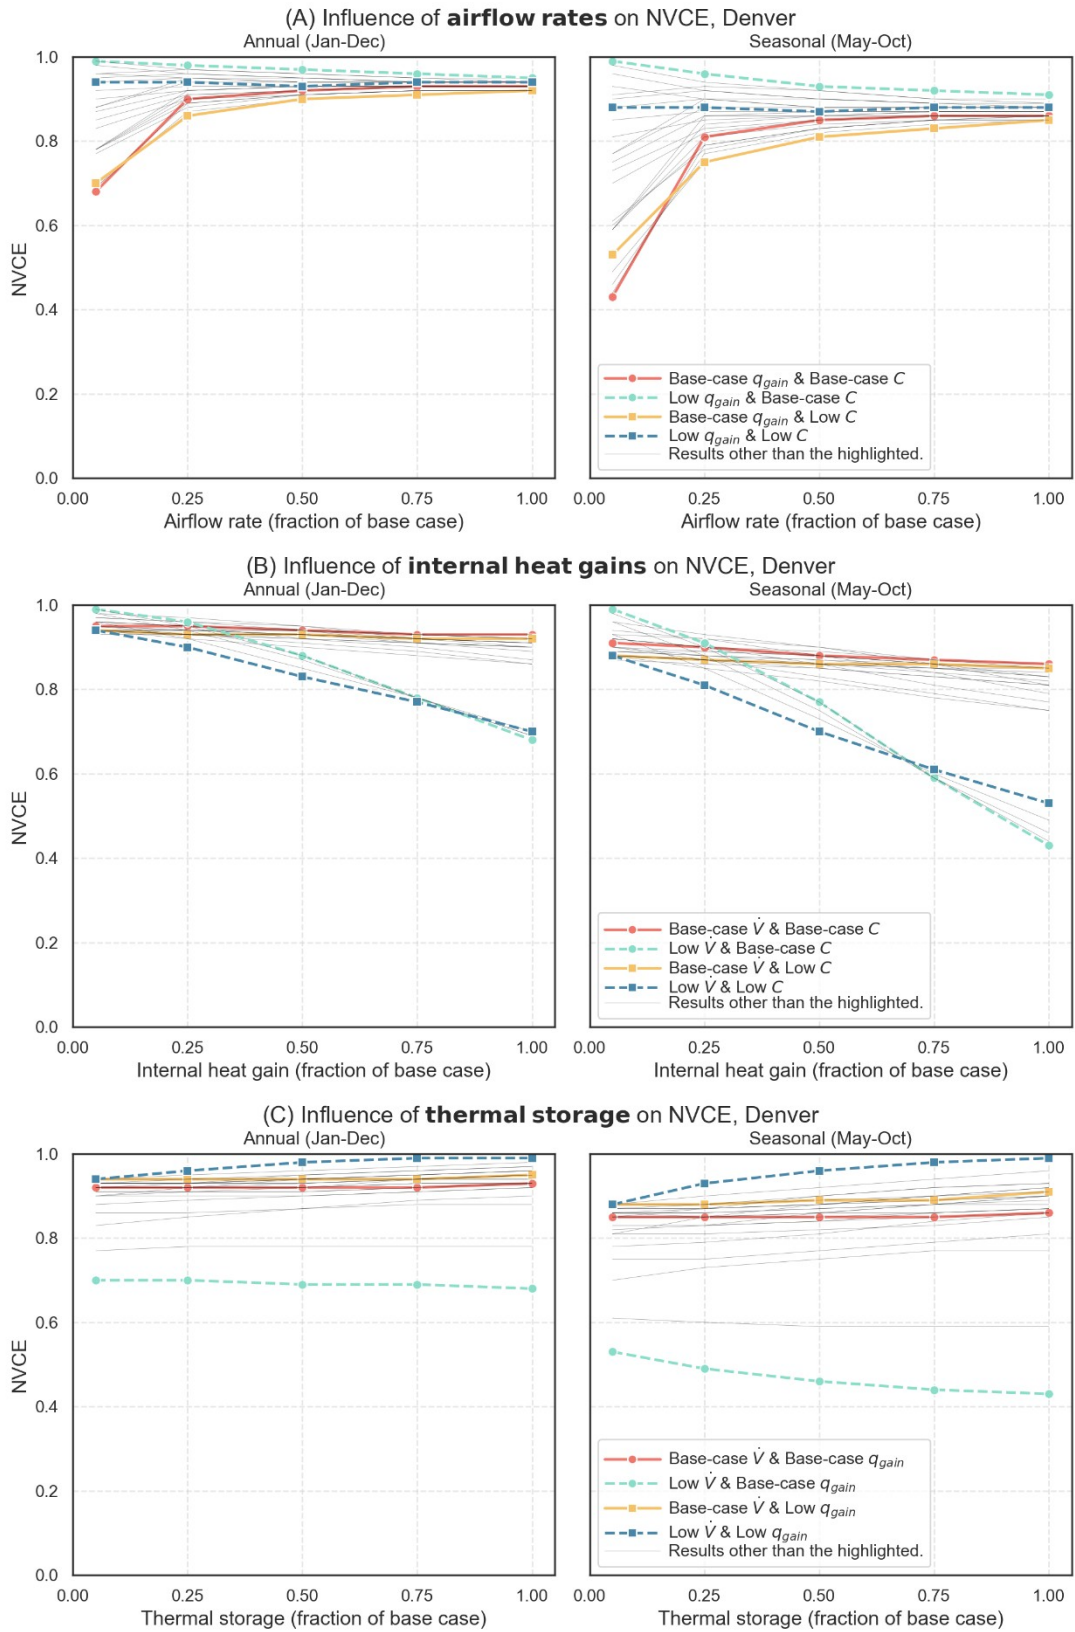 (A) Influence of airflow rates on NVCE, Denver
Annual (Jan-Dec)
Seasonal (May-Oct)
NVCE
1.0
0.8
0.6
0.4
0.2
0.0
0.00 0.25 0.50 0.75 1.00
Airflow rate (fraction of base case)
Base-case q_gain & Base-case C
Low q_gain & Base-case C
Base-case q_gain & Low C
Low q_gain & Low C
Results other than the highlighted.
0.00 0.25 0.50 0.75 1.00
Airflow rate (fraction of base case)
(B) Influence of internal heat gains on NVCE, Denver
Annual (Jan-Dec)
Seasonal (May-Oct)
NVCE
1.0
0.8
0.6
0.4
0.2
0.0
0.00 0.25 0.50 0.75 1.00
Internal heat gain (fraction of base case)
Base-case V̇ & Base-case C
Low V̇ & Base-case C
Base-case V̇ & Low C
Low V̇ & Low C
Results other than the highlighted.
0.00 0.25 0.50 0.75 1.00
Internal heat gain (fraction of base case)
(C) Influence of thermal storage on NVCE, Denver
Annual (Jan-Dec)
Seasonal (May-Oct)
NVCE
1.0
0.8
0.6
0.4
0.2
0.0
0.00 0.25 0.50 0.75 1.00
Thermal storage (fraction of base case)
Base-case V̇ & Base-case q_gain
Low V̇ & Base-case q_gain
Base-case V̇ & Low q_gain
Low V̇ & Low q_gain
Results other than the highlighted.
0.00 0.25 0.50 0.75 1.00
Thermal storage (fraction of base case)